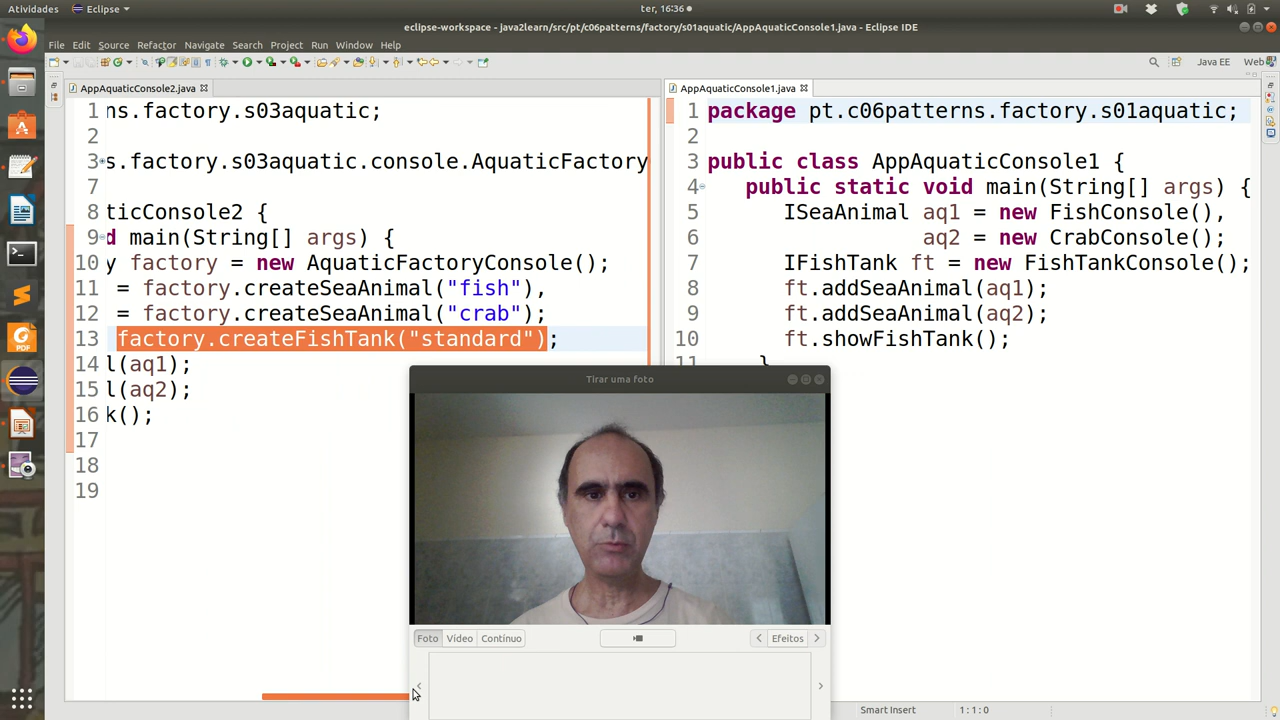 Atividades
Eclipse
ter, 16:36
eclipse-workspace - java2learn/src/pt/c06patterns/factory/s01aquatic/AppAquaticConsole1.java - Eclipse IDE
File Edit Source Refactor Navigate Search Project Run Window Help
Java EE
Web
AppAquaticConsole2.java
1 ns.factory.s03aquatic;
2
3 s.factory.s03aquatic.console.AquaticFactory
7
8 ticConsole2 {
9 d main(String[] args) {
10 y factory = new AquaticFactoryConsole();
11 = factory.createSeaAnimal("fish"),
12 = factory.createSeaAnimal("crab");
13 factory.createFishTank("standard");
14 l(aq1);
15 l(aq2);
16 k();
17
18
19
AppAquaticConsole1.java
1 package pt.c06patterns.factory.s01aquatic;
2
3 public class AppAquaticConsole1 {
4 public static void main(String[] args) {
5 ISeaAnimal aq1 = new FishConsole(),
6 aq2 = new CrabConsole();
7 IFishTank ft = new FishTankConsole();
8 ft.addSeaAnimal(aq1);
9 ft.addSeaAnimal(aq2);
10 ft.showFishTank();
11 }
Tirar uma foto
Foto Vídeo Contínuo
Efeitos
PDF
Smart Insert
1 : 1 : 0